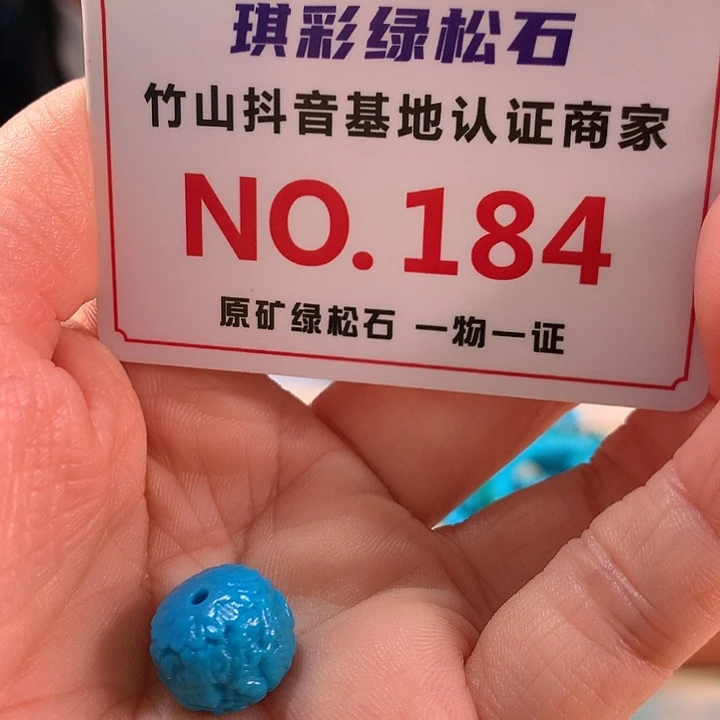 琪彩绿松石
竹山抖音基地认证商家
NO.184
原矿绿松石 一物一证